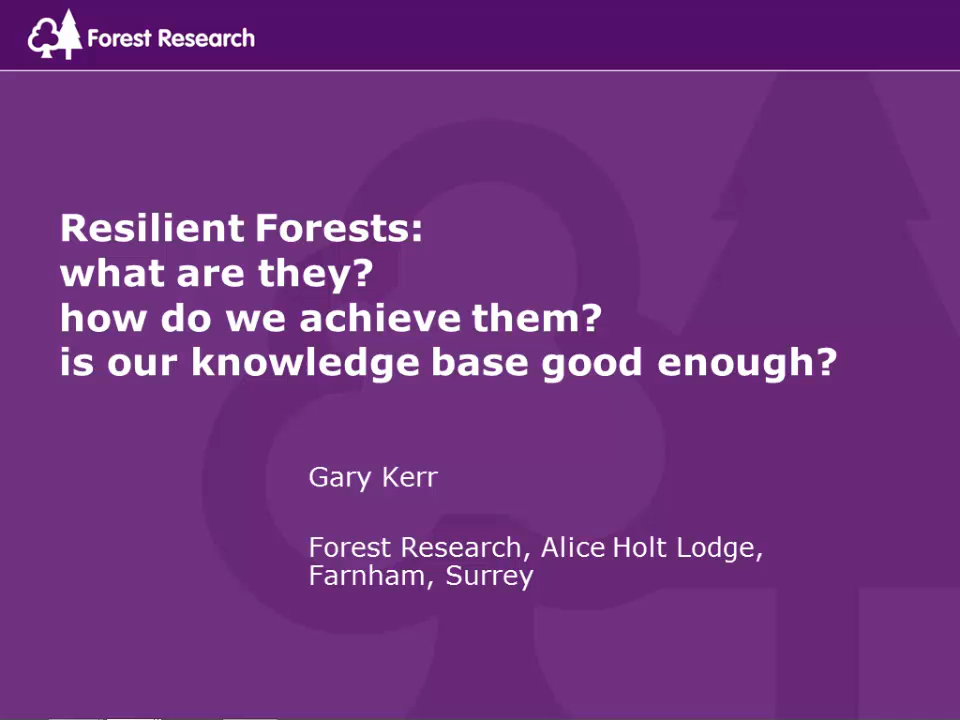 Forest Research
Resilient Forests:
what are they?
how do we achieve them?
is our knowledge base good enough?
Gary Kerr
Forest Research, Alice Holt Lodge,
Farnham, Surrey